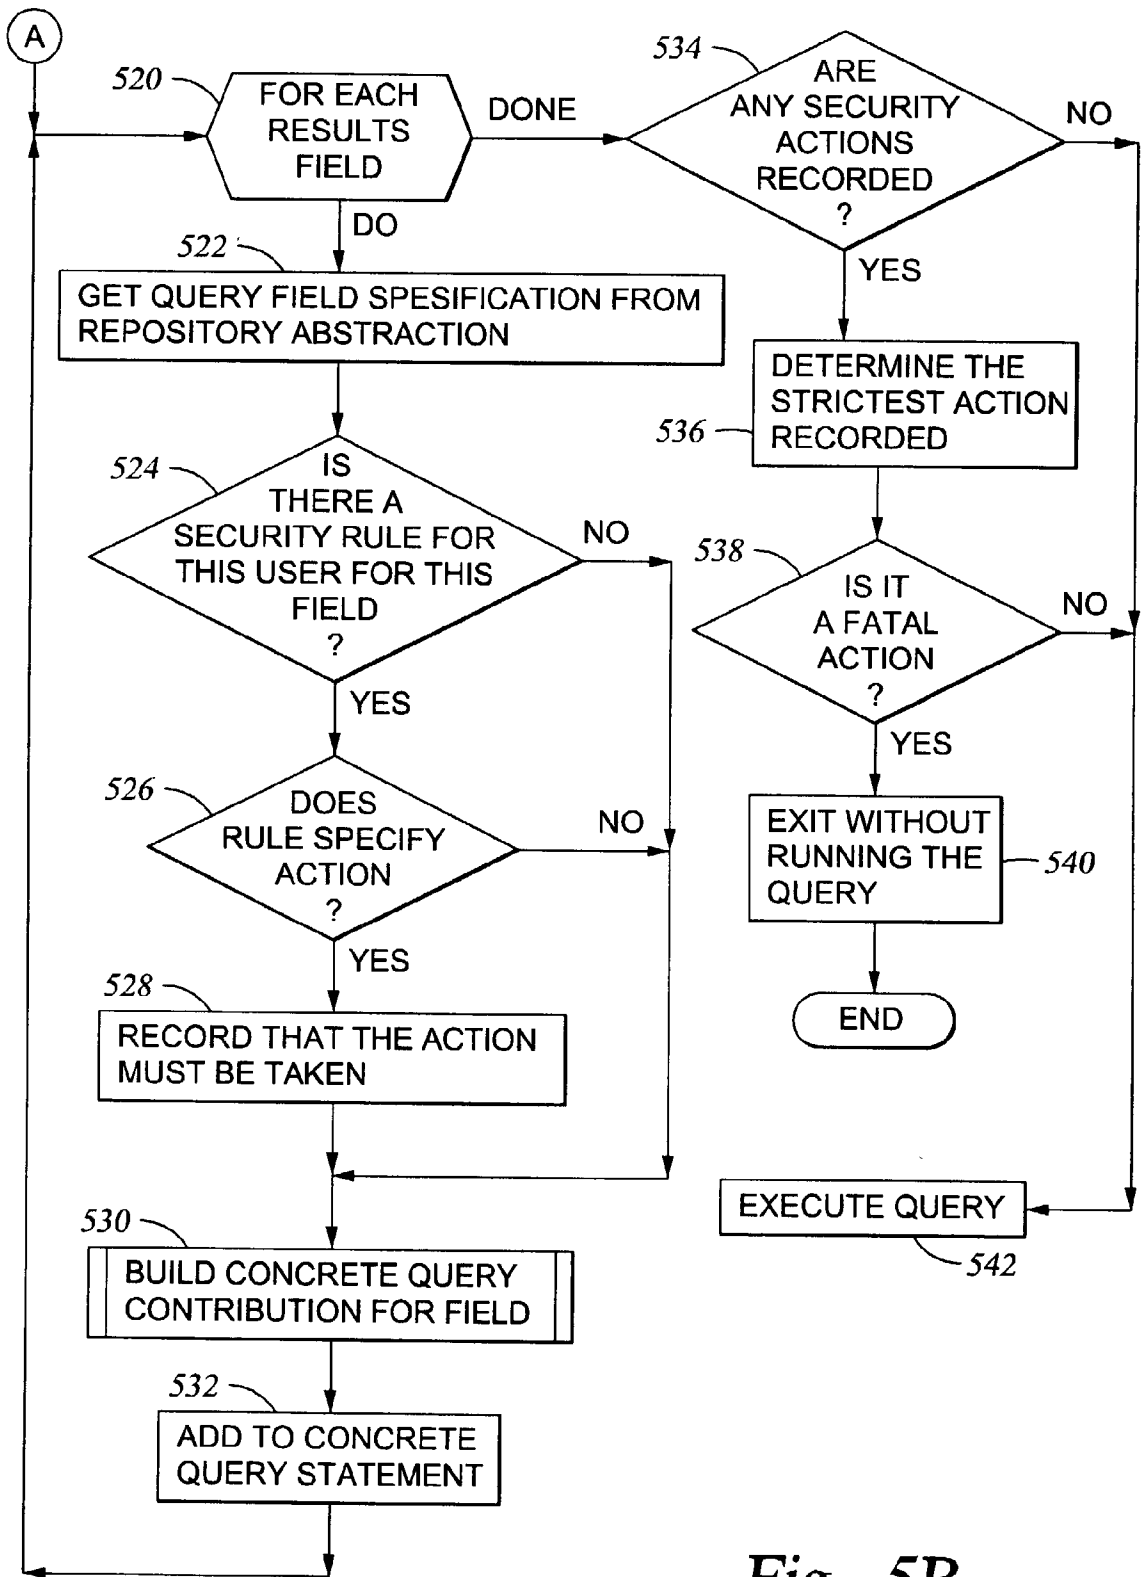 A
520
FOR EACH
RESULTS
FIELD
DONE
DO
522
GET QUERY FIELD SPESIFICATION FROM
REPOSITORY ABSTRACTION
524
IS
THERE A
SECURITY RULE FOR
THIS USER FOR THIS
FIELD
?
NO
YES
526
DOES
RULE SPECIFY
ACTION
?
NO
YES
528
RECORD THAT THE ACTION
MUST BE TAKEN
530
BUILD CONCRETE QUERY
CONTRIBUTION FOR FIELD
532
ADD TO CONCRETE
QUERY STATEMENT
534
ARE
ANY SECURITY
ACTIONS
RECORDED
?
NO
YES
536
DETERMINE THE
STRICTEST ACTION
RECORDED
538
IS IT
A FATAL
ACTION
?
NO
YES
EXIT WITHOUT
RUNNING THE
QUERY
540
END
EXECUTE QUERY
542
Fig. 5B